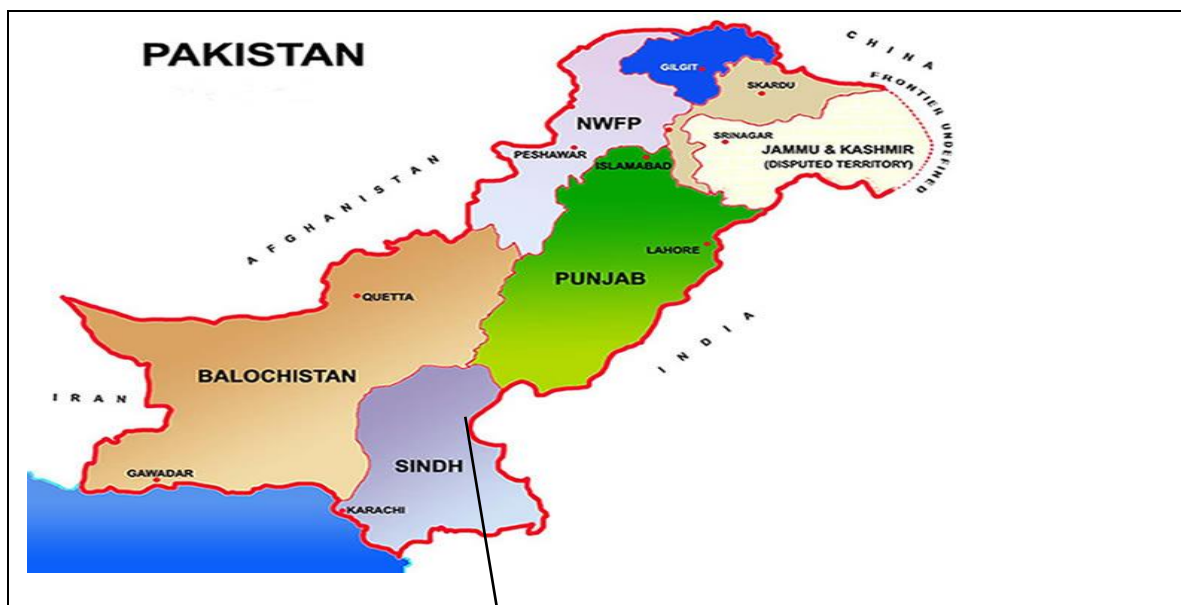 PAKISTAN
CHINA
FRONTIER UNDEFINED
GILGIT
SKARDU
NWFP
SRINAGAR
JAMMU & KASHMIR
(DISPUTED TERRITORY)
PESHAWAR
ISLAMABAD
AFGHANISTAN
LAHORE
PUNJAB
QUETTA
INDIA
BALOCHISTAN
IRAN
SINDH
GAWADAR
KARACHI